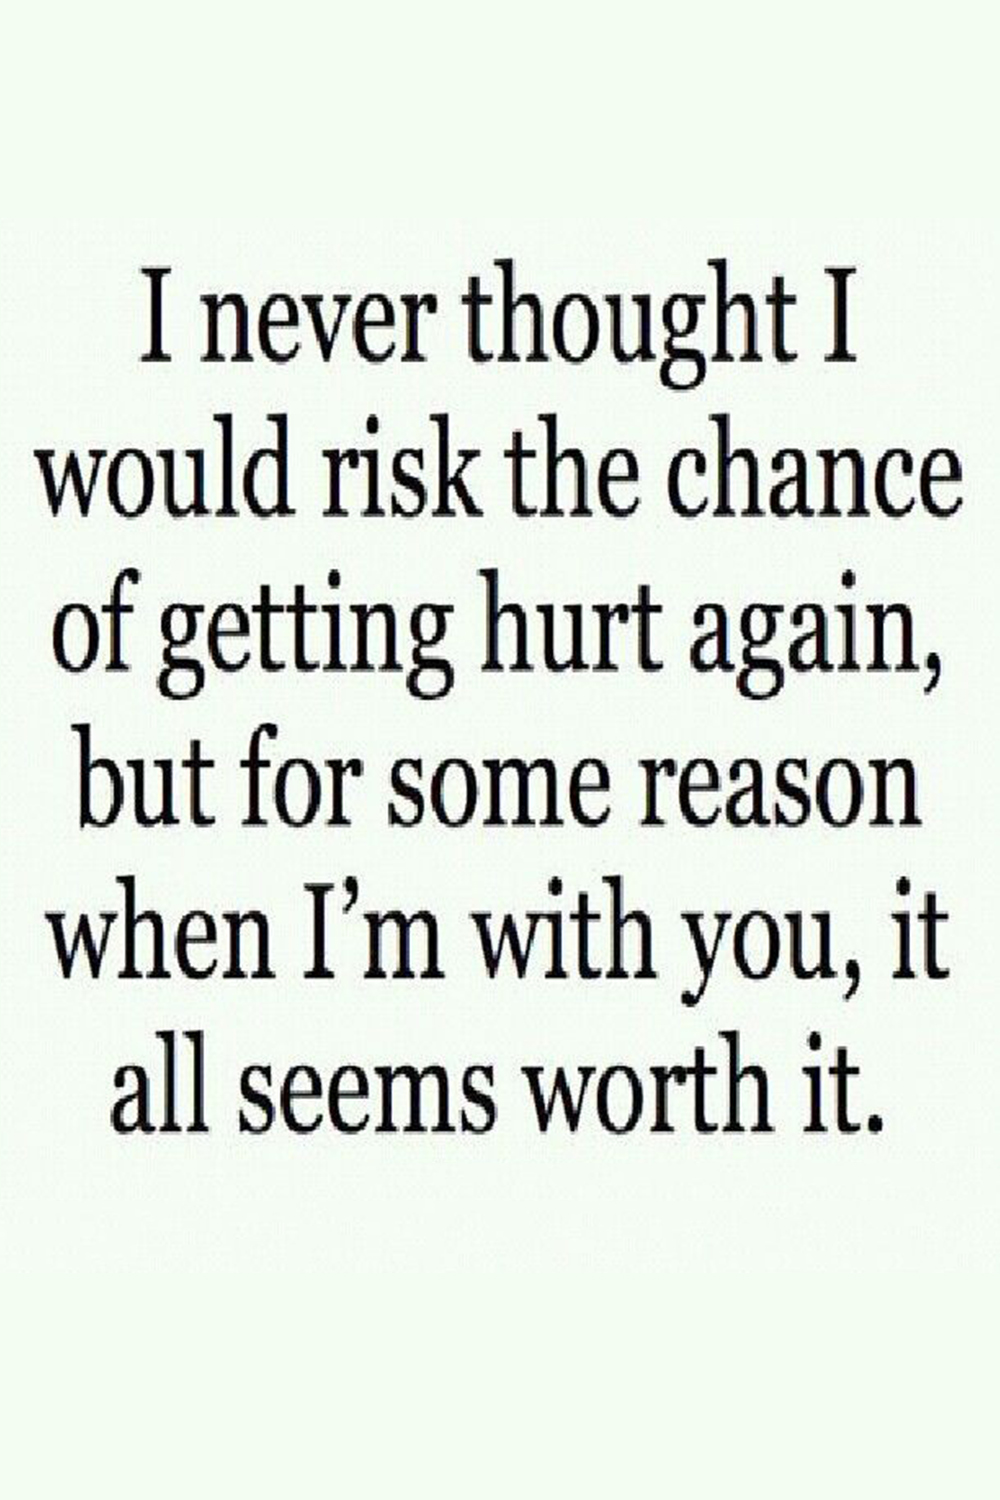 I never thought I
would risk the chance
of getting hurt again,
but for some reason
when I’m with you, it
all seems worth it.